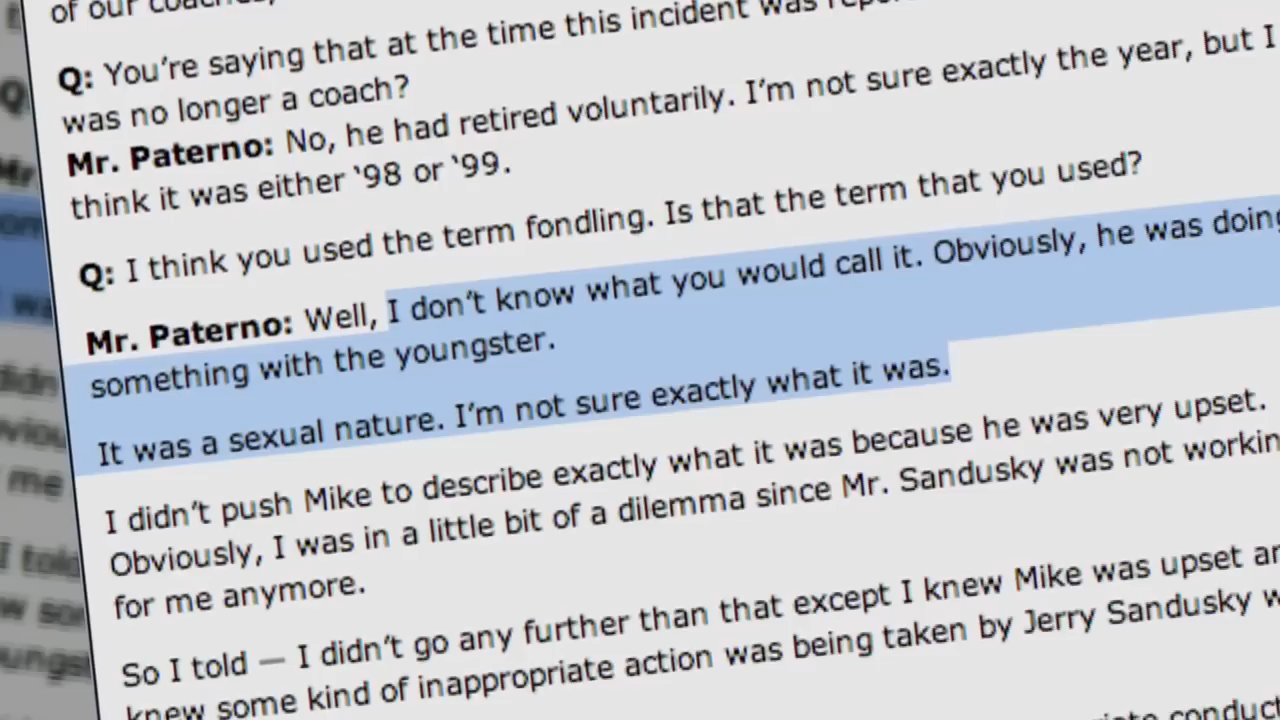 of our coaches,
Q: You’re saying that at the time this incident was
was no longer a coach?
Mr. Paterno: No, he had retired voluntarily. I’m not sure exactly the year, but I
think it was either ‘98 or ‘99.
Q: I think you used the term fondling. Is that the term that you used?
Mr. Paterno: Well, I don’t know what you would call it. Obviously, he was doing
something with the youngster.
It was a sexual nature. I’m not sure exactly what it was.
I didn’t push Mike to describe exactly what it was because he was very upset.
Obviously, I was in a little bit of a dilemma since Mr. Sandusky was not
for me anymore.
So I told — I didn’t go any further than that except I knew Mike was upset
knew some kind of inappropriate action was being taken by Jerry Sandusky